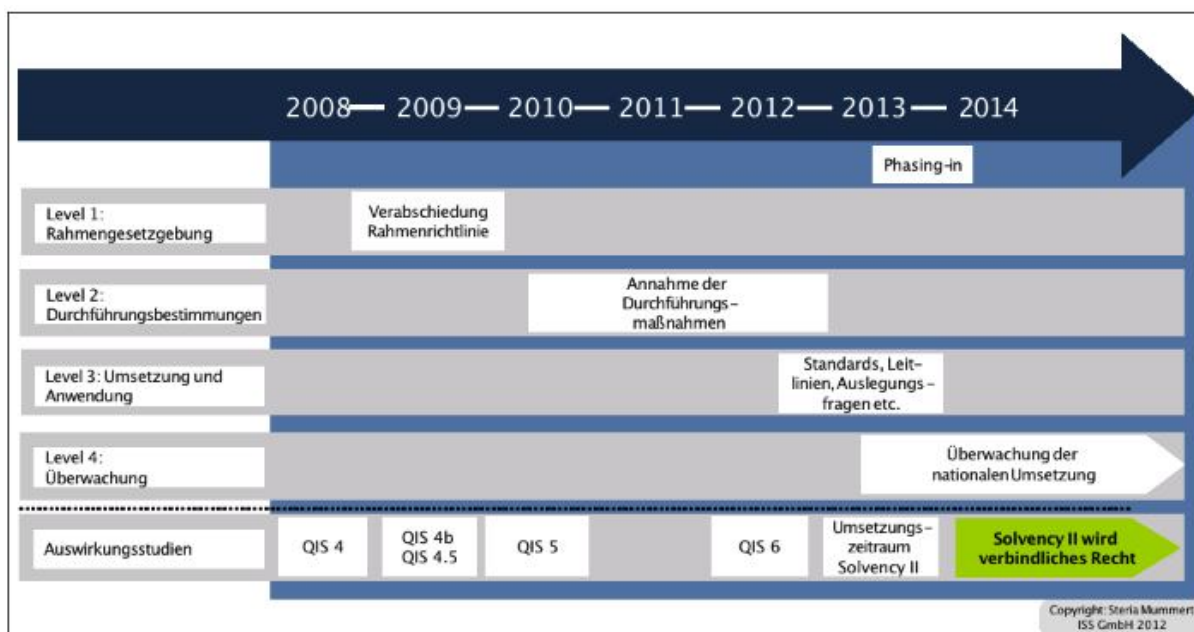 2008 — 2009 — 2010 — 2011 — 2012 — 2013 — 2014
Phasing-in
Level 1:
Rahmengesetzgebung
Verabschiedung
Rahmenrichtlinie
Level 2:
Durchführungsbestimmungen
Annahme der
Durchführungs-
maßnahmen
Level 3: Umsetzung und
Anwendung
Standards, Leit-
linien, Auslegungs-
fragen etc.
Level 4:
Überwachung
Überwachung der
nationalen Umsetzung
Auswirkungsstudien
QIS 4
QIS 4b
QIS 4.5
QIS 5
QIS 6
Umsetzungs-
zeitraum
Solvency II
Solvency II wird
verbindliches Recht
Copyright: Steria Mummert
ISS GmbH 2012